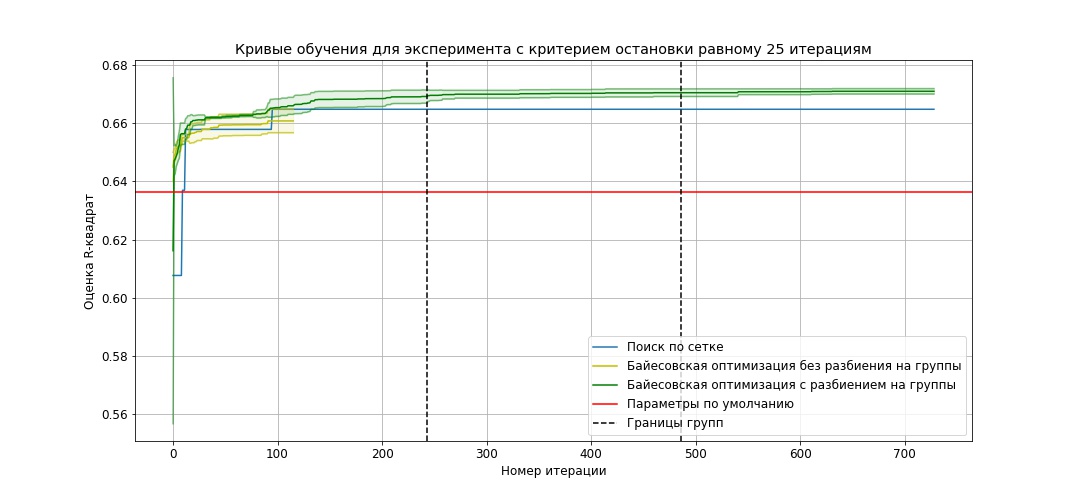 Кривые обучения для эксперимента с критерием остановки равному 25 итерациям
Оценка R-квадрат
0.68
0.66
0.64
0.62
0.60
0.58
0.56
Поиск по сетке
Байесовская оптимизация без разбиения на группы
Байесовская оптимизация с разбиением на группы
Параметры по умолчанию
Границы групп
0 100 200 300 400 500 600 700
Номер итерации